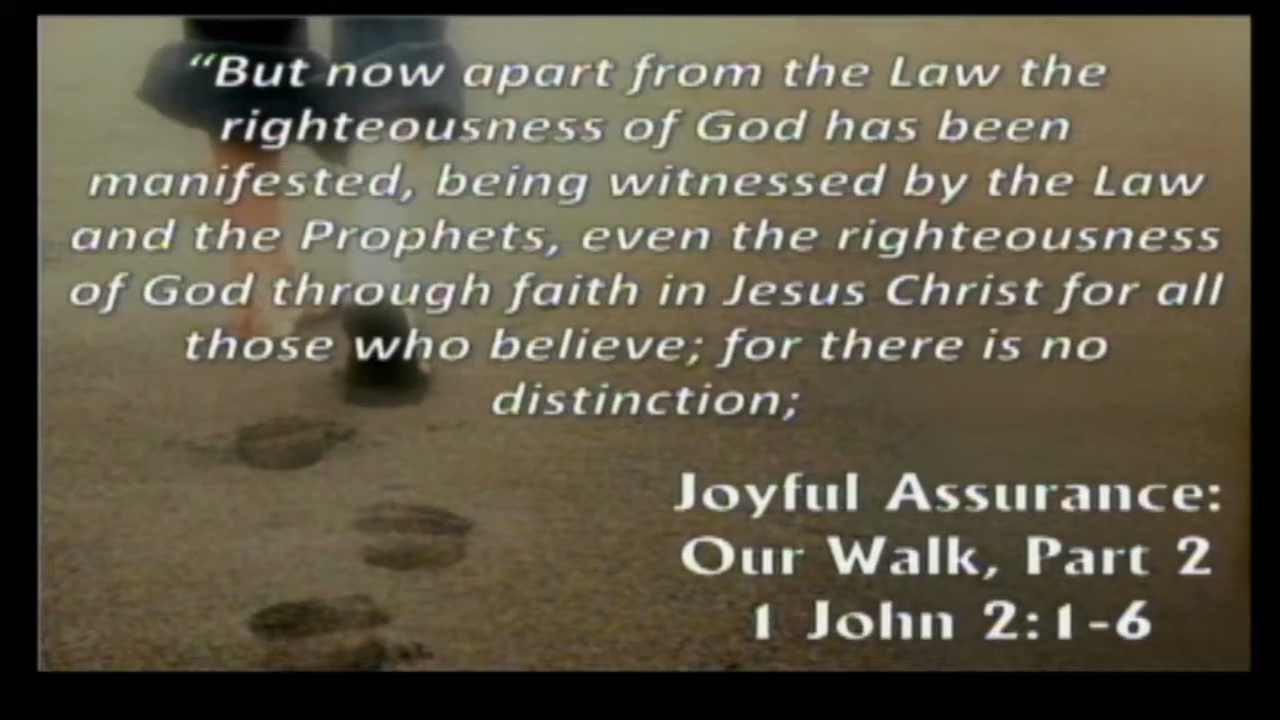 “But now apart from the Law the
righteousness of God has been
manifested, being witnessed by the Law
and the Prophets, even the righteousness
of God through faith in Jesus Christ for all
those who believe; for there is no
distinction;
Joyful Assurance:
Our Walk, Part 2
1 John 2:1-6